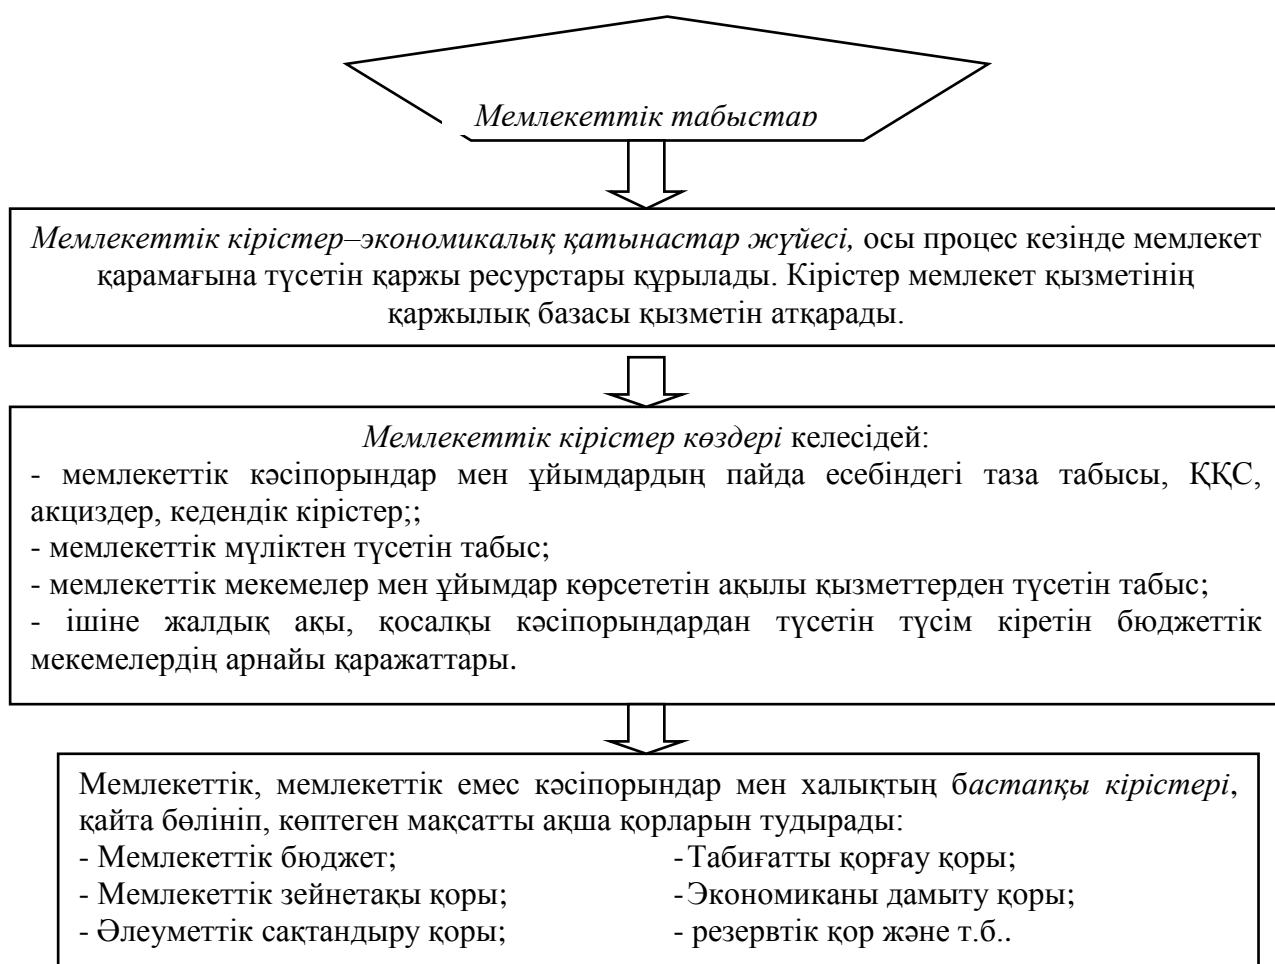 Мемлекеттік табыстар
Мемлекеттік кірістер–экономикалық қатынастар жүйесі, осы процес кезінде мемлекет
қарамағына түсетін қаржы ресурстары құрылады. Кірістер мемлекет қызметінің
қаржылық базасы қызметін атқарады.
Мемлекеттік кірістер көздері келесідей:
- мемлекеттік кәсіпорындар мен ұйымдардың пайда есебіндегі таза табысы, ҚҚС,
акциздер, кедендік кірістер;;
- мемлекеттік мүліктен түсетін табыс;
- мемлекеттік мекемелер мен ұйымдар көрсететін ақылы қызметтерден түсетін табыс;
- ішіне жалдық ақы, қосалқы кәсіпорындардан түсетін түсім кіретін бюджеттік
мекемелердің арнайы қаражаттары.
Мемлекеттік, мемлекеттік емес кәсіпорындар мен халықтың бастапқы кірістері,
қайта бөлініп, көптеген мақсатты ақша қорларын тудырады:
- Мемлекеттік бюджет; - Табиғатты қорғау қоры;
- Мемлекеттік зейнетақы қоры; - Экономиканы дамыту қоры;
- Әлеуметтік сақтандыру қоры; - резервтік қор және т.б..